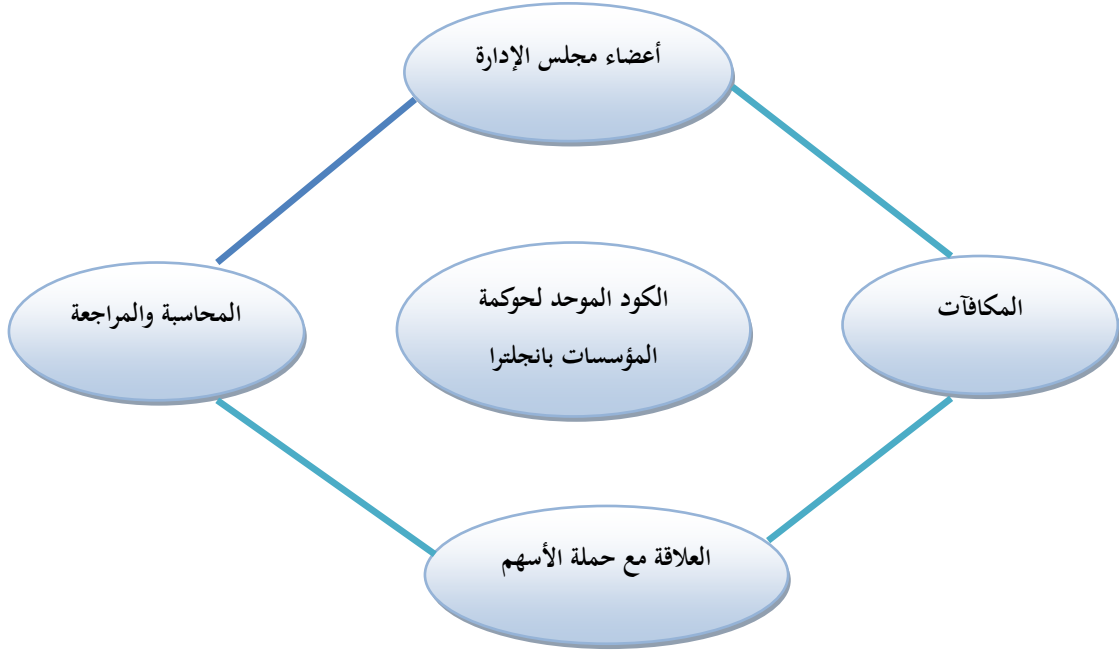 أعضاء مجلس الإدارة
المكافآت
الكود الموحد لحوكمة
المؤسسات بانجلترا
المحاسبة والمراجعة
العلاقة مع حملة الأسهم